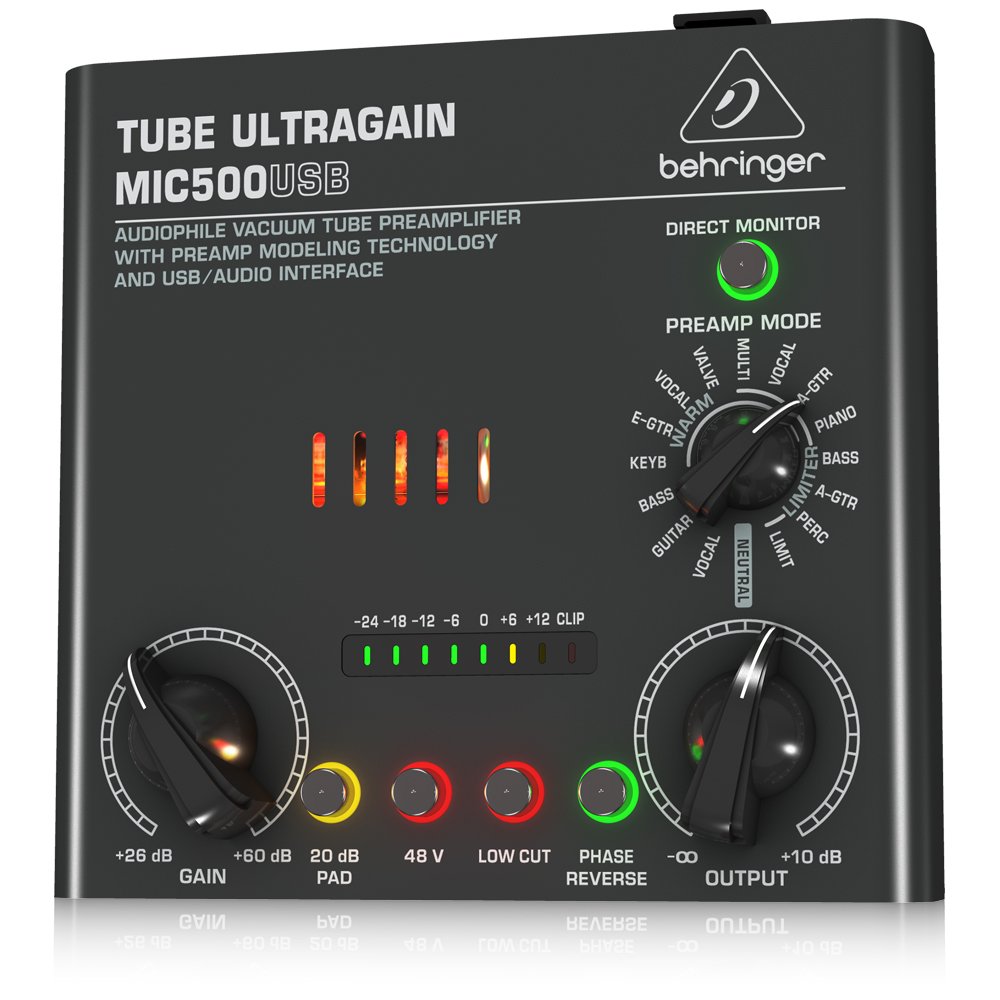 TUBE ULTRAGAIN
MIC500USB
AUDIOPHILE VACUUM TUBE PREAMPLIFIER
WITH PREAMP MODELING TECHNOLOGY
AND USB/AUDIO INTERFACE
behringer
DIRECT MONITOR
PREAMP MODE
NEUTRAL
VOCAL
GUITAR
BASS
KEYB
E-GTR
VOCAL
VALVE
MULTI
VOCAL
A-GTR
PIANO
BASS
A-GTR
PERC
LIMIT
WARM
LIMITER
-24 -18 -12 -6 0 +6 +12 CLIP
+26 dB +60 dB
GAIN
20 dB
PAD
48 V
LOW CUT
PHASE
REVERSE
-∞ +10 dB
OUTPUT